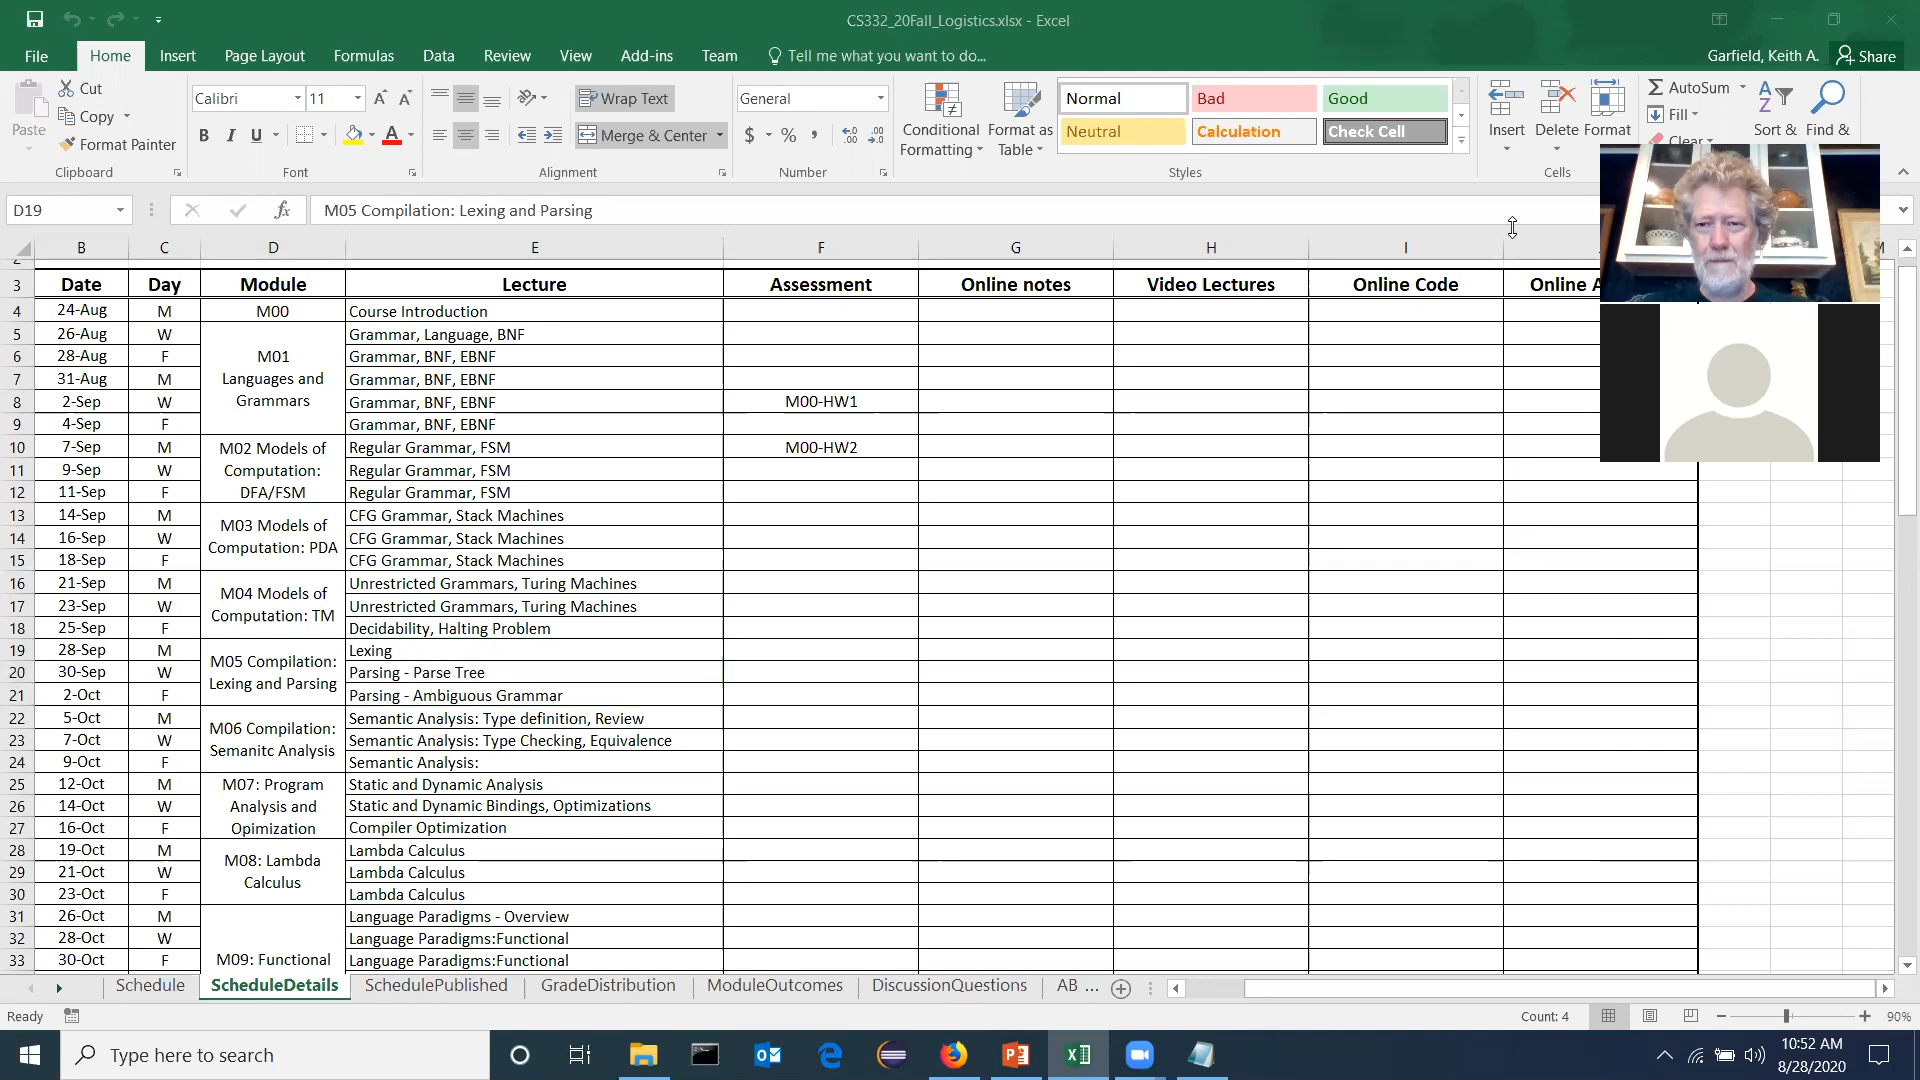 CS332_20Fall_Logistics.xlsx - Excel
File Home Insert Page Layout Formulas Data Review View Add-ins Team Tell me what you want to do... Garfield, Keith A. Share
Paste Cut Copy Format Painter Clipboard
Calibri 11 A A B I U A Font
Wrap Text Merge & Center Alignment
General $ % , .00 Number
Conditional Formatting Format as Table
Normal Bad Good
Neutral Calculation Check Cell
Styles
Insert Delete Format Cells
AutoSum Fill Clear Sort & Find &
D19 fx M05 Compilation: Lexing and Parsing
B C D E F G H I M
3 Date Day Module Lecture Assessment Online notes Video Lectures Online Code Online A
4 24-Aug M M00 Course Introduction
5 26-Aug W M01 Languages and Grammars Grammar, Language, BNF
6 28-Aug F Grammar, BNF, EBNF
7 31-Aug M Grammar, BNF, EBNF
8 2-Sep W Grammar, BNF, EBNF M00-HW1
9 4-Sep F Grammar, BNF, EBNF
10 7-Sep M M02 Models of Computation: DFA/FSM Regular Grammar, FSM M00-HW2
11 9-Sep W Regular Grammar, FSM
12 11-Sep F Regular Grammar, FSM
13 14-Sep M M03 Models of Computation: PDA CFG Grammar, Stack Machines
14 16-Sep W CFG Grammar, Stack Machines
15 18-Sep F CFG Grammar, Stack Machines
16 21-Sep M M04 Models of Computation: TM Unrestricted Grammars, Turing Machines
17 23-Sep W Unrestricted Grammars, Turing Machines
18 25-Sep F Decidability, Halting Problem
19 28-Sep M M05 Compilation: Lexing and Parsing Lexing
20 30-Sep W Parsing - Parse Tree
21 2-Oct F Parsing - Ambiguous Grammar
22 5-Oct M M06 Compilation: Semanitc Analysis Semantic Analysis: Type definition, Review
23 7-Oct W Semantic Analysis: Type Checking, Equivalence
24 9-Oct F Semantic Analysis:
25 12-Oct M M07: Program Analysis and Opimization Static and Dynamic Analysis
26 14-Oct W Static and Dynamic Bindings, Optimizations
27 16-Oct F Compiler Optimization
28 19-Oct M M08: Lambda Calculus Lambda Calculus
29 21-Oct W Lambda Calculus
30 23-Oct F Lambda Calculus
31 26-Oct M Language Paradigms - Overview
32 28-Oct W Language Paradigms:Functional
33 30-Oct F M09: Functional Language Paradigms:Functional
Schedule ScheduleDetails SchedulePublished GradeDistribution ModuleOutcomes DiscussionQuestions AB ...
Ready Count: 4 90%
Type here to search
10:52 AM
8/28/2020